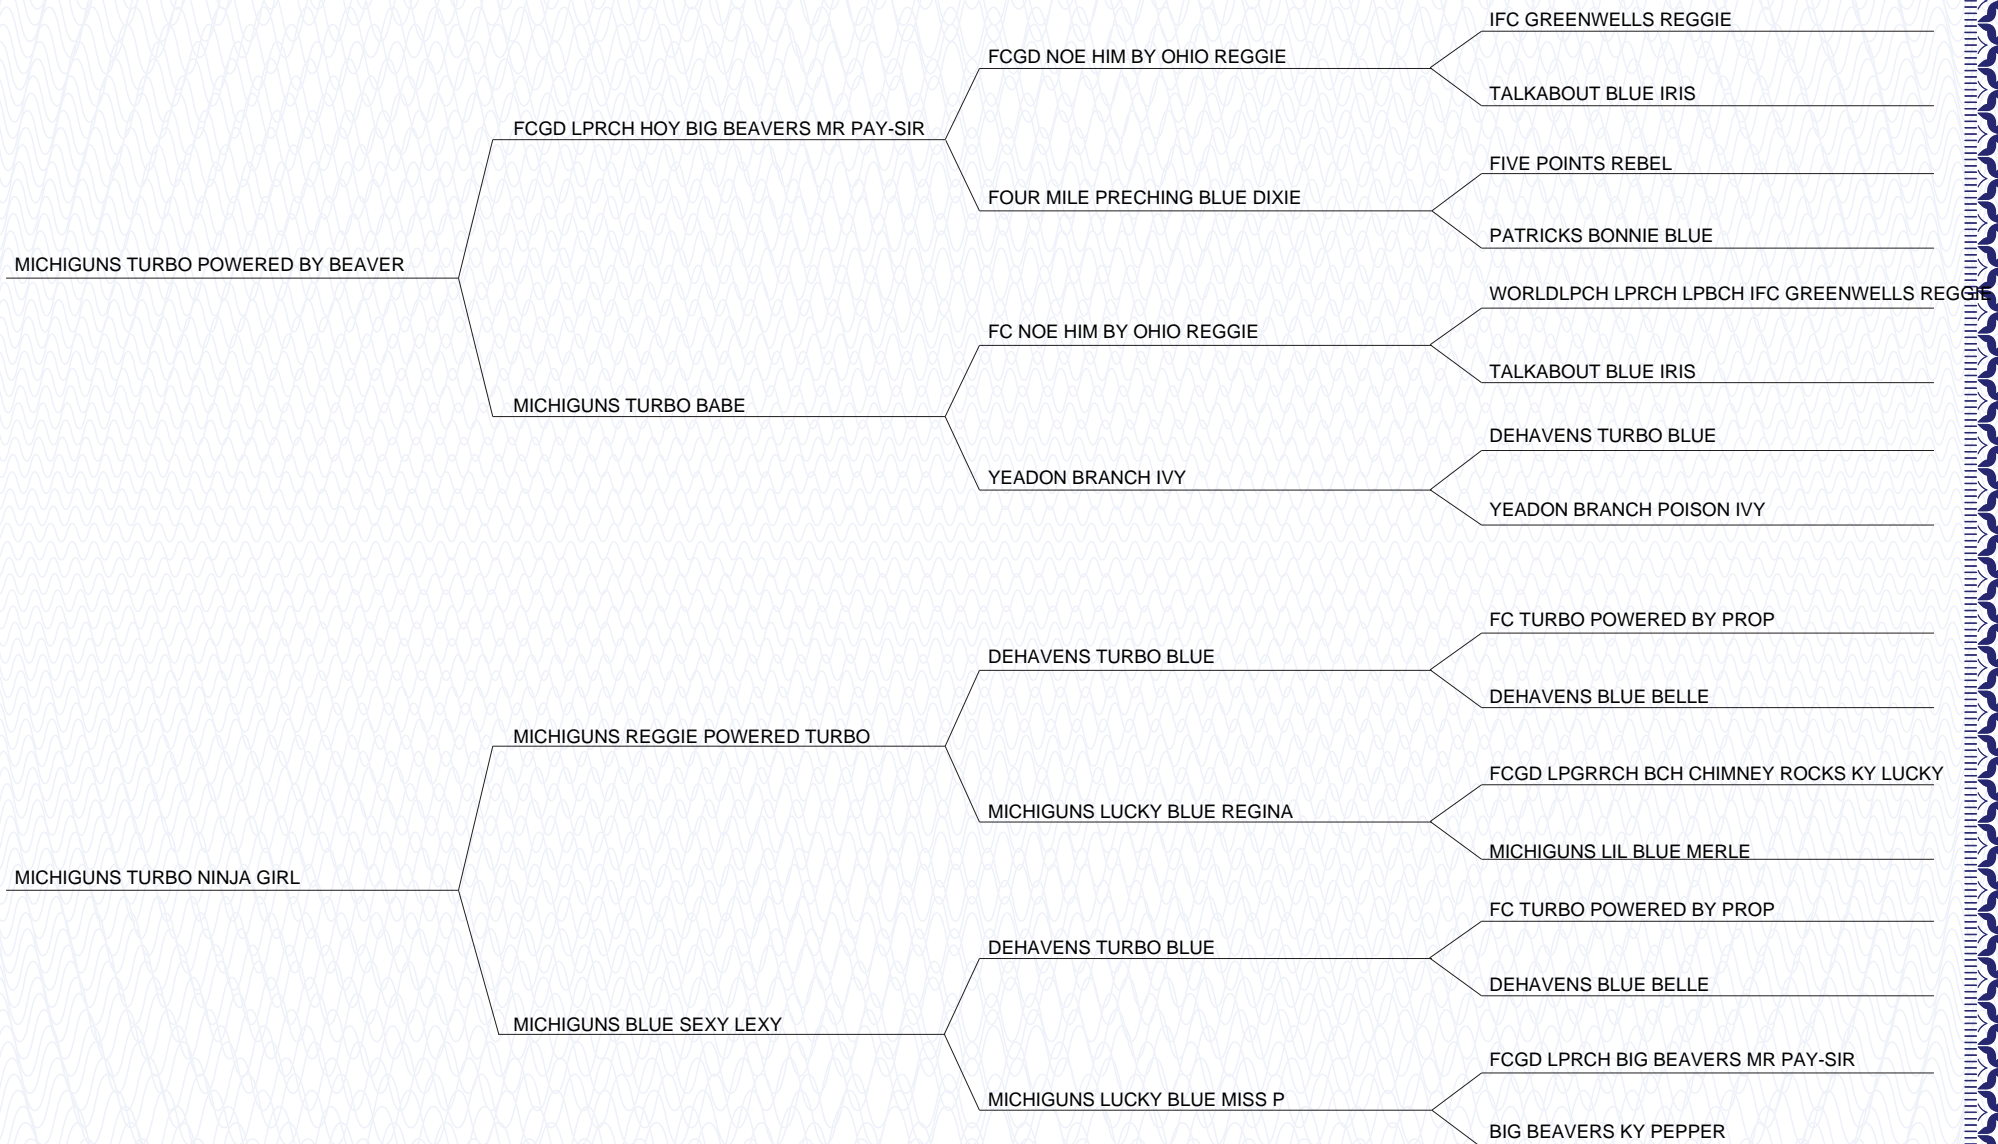 IFC GREENWELLS REGGIE
FCGD NOE HIM BY OHIO REGGIE
TALKABOUT BLUE IRIS
FCGD LPRCH HOY BIG BEAVERS MR PAY-SIR
FIVE POINTS REBEL
FOUR MILE PRECHING BLUE DIXIE
PATRICKS BONNIE BLUE
MICHIGUNS TURBO POWERED BY BEAVER
WORLDLPCH LPRCH LPBCH IFC GREENWELLS REGGIE
FC NOE HIM BY OHIO REGGIE
TALKABOUT BLUE IRIS
MICHIGUNS TURBO BABE
DEHAVENS TURBO BLUE
YEADON BRANCH IVY
YEADON BRANCH POISON IVY
FC TURBO POWERED BY PROP
DEHAVENS TURBO BLUE
DEHAVENS BLUE BELLE
MICHIGUNS REGGIE POWERED TURBO
FCGD LPGRRCH BCH CHIMNEY ROCKS KY LUCKY
MICHIGUNS LUCKY BLUE REGINA
MICHIGUNS LIL BLUE MERLE
MICHIGUNS TURBO NINJA GIRL
FC TURBO POWERED BY PROP
DEHAVENS TURBO BLUE
DEHAVENS BLUE BELLE
MICHIGUNS BLUE SEXY LEXY
FCGD LPRCH BIG BEAVERS MR PAY-SIR
MICHIGUNS LUCKY BLUE MISS P
BIG BEAVERS KY PEPPER